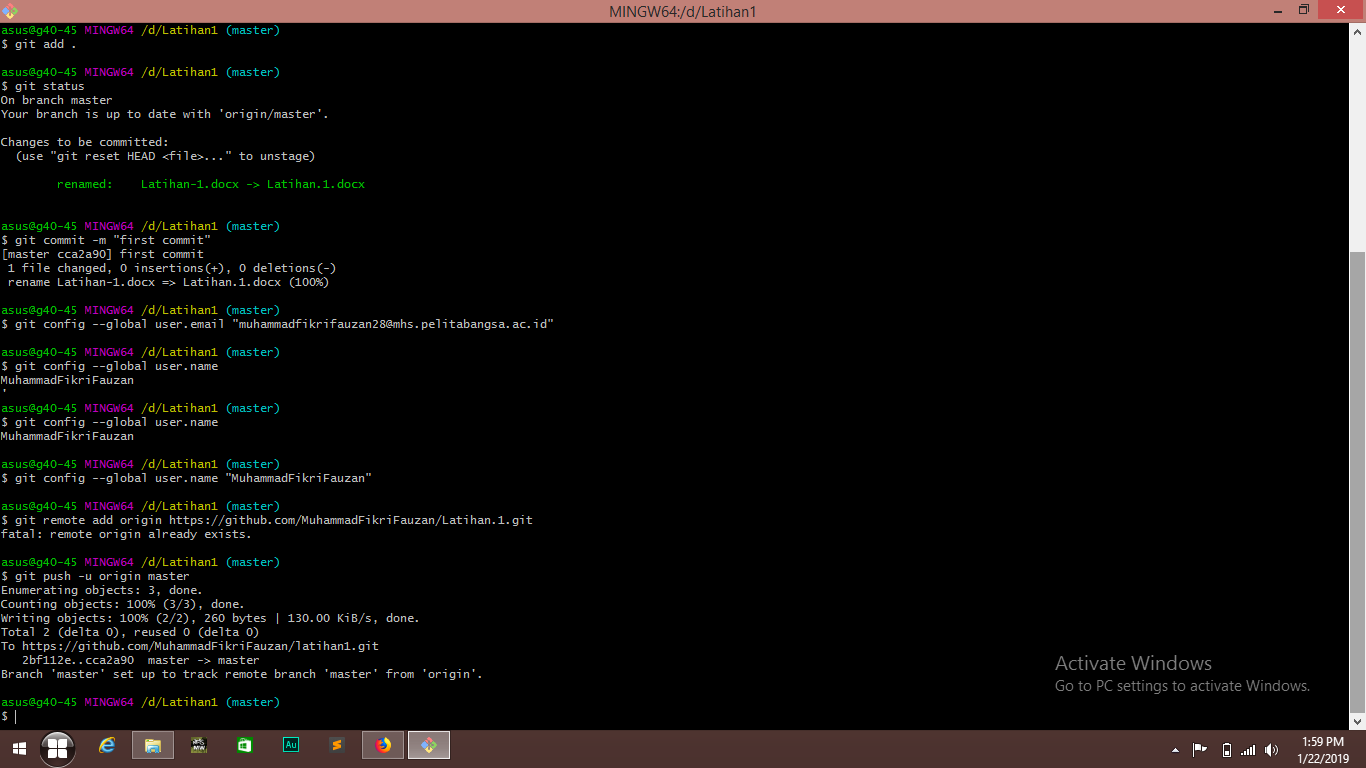 MINGW64:/d/Latihan1
asus@g40-45 MINGW64 /d/Latihan1 (master)
$ git add .
asus@g40-45 MINGW64 /d/Latihan1 (master)
$ git status
On branch master
Your branch is up to date with 'origin/master'.
Changes to be committed:
  (use "git reset HEAD <file>..." to unstage)
        renamed:    Latihan-1.docx -> Latihan.1.docx
asus@g40-45 MINGW64 /d/Latihan1 (master)
$ git commit -m "first commit"
[master cca2a90] first commit
 1 file changed, 0 insertions(+), 0 deletions(-)
 rename Latihan-1.docx => Latihan.1.docx (100%)
asus@g40-45 MINGW64 /d/Latihan1 (master)
$ git config --global user.email "muhammadfikrifauzan28@mhs.pelitabangsa.ac.id"
asus@g40-45 MINGW64 /d/Latihan1 (master)
$ git config --global user.name
MuhammadFikriFauzan
'
asus@g40-45 MINGW64 /d/Latihan1 (master)
$ git config --global user.name
MuhammadFikriFauzan
asus@g40-45 MINGW64 /d/Latihan1 (master)
$ git config --global user.name "MuhammadFikriFauzan"
asus@g40-45 MINGW64 /d/Latihan1 (master)
$ git remote add origin https://github.com/MuhammadFikriFauzan/Latihan.1.git
fatal: remote origin already exists.
asus@g40-45 MINGW64 /d/Latihan1 (master)
$ git push -u origin master
Enumerating objects: 3, done.
Counting objects: 100% (3/3), done.
Writing objects: 100% (2/2), 260 bytes | 130.00 KiB/s, done.
Total 2 (delta 0), reused 0 (delta 0)
To https://github.com/MuhammadFikriFauzan/latihan1.git
   2bf112e..cca2a90  master -> master
Branch 'master' set up to track remote branch 'master' from 'origin'.
asus@g40-45 MINGW64 /d/Latihan1 (master)
$
Activate Windows
Go to PC settings to activate Windows.
Au
1:59 PM
1/22/2019